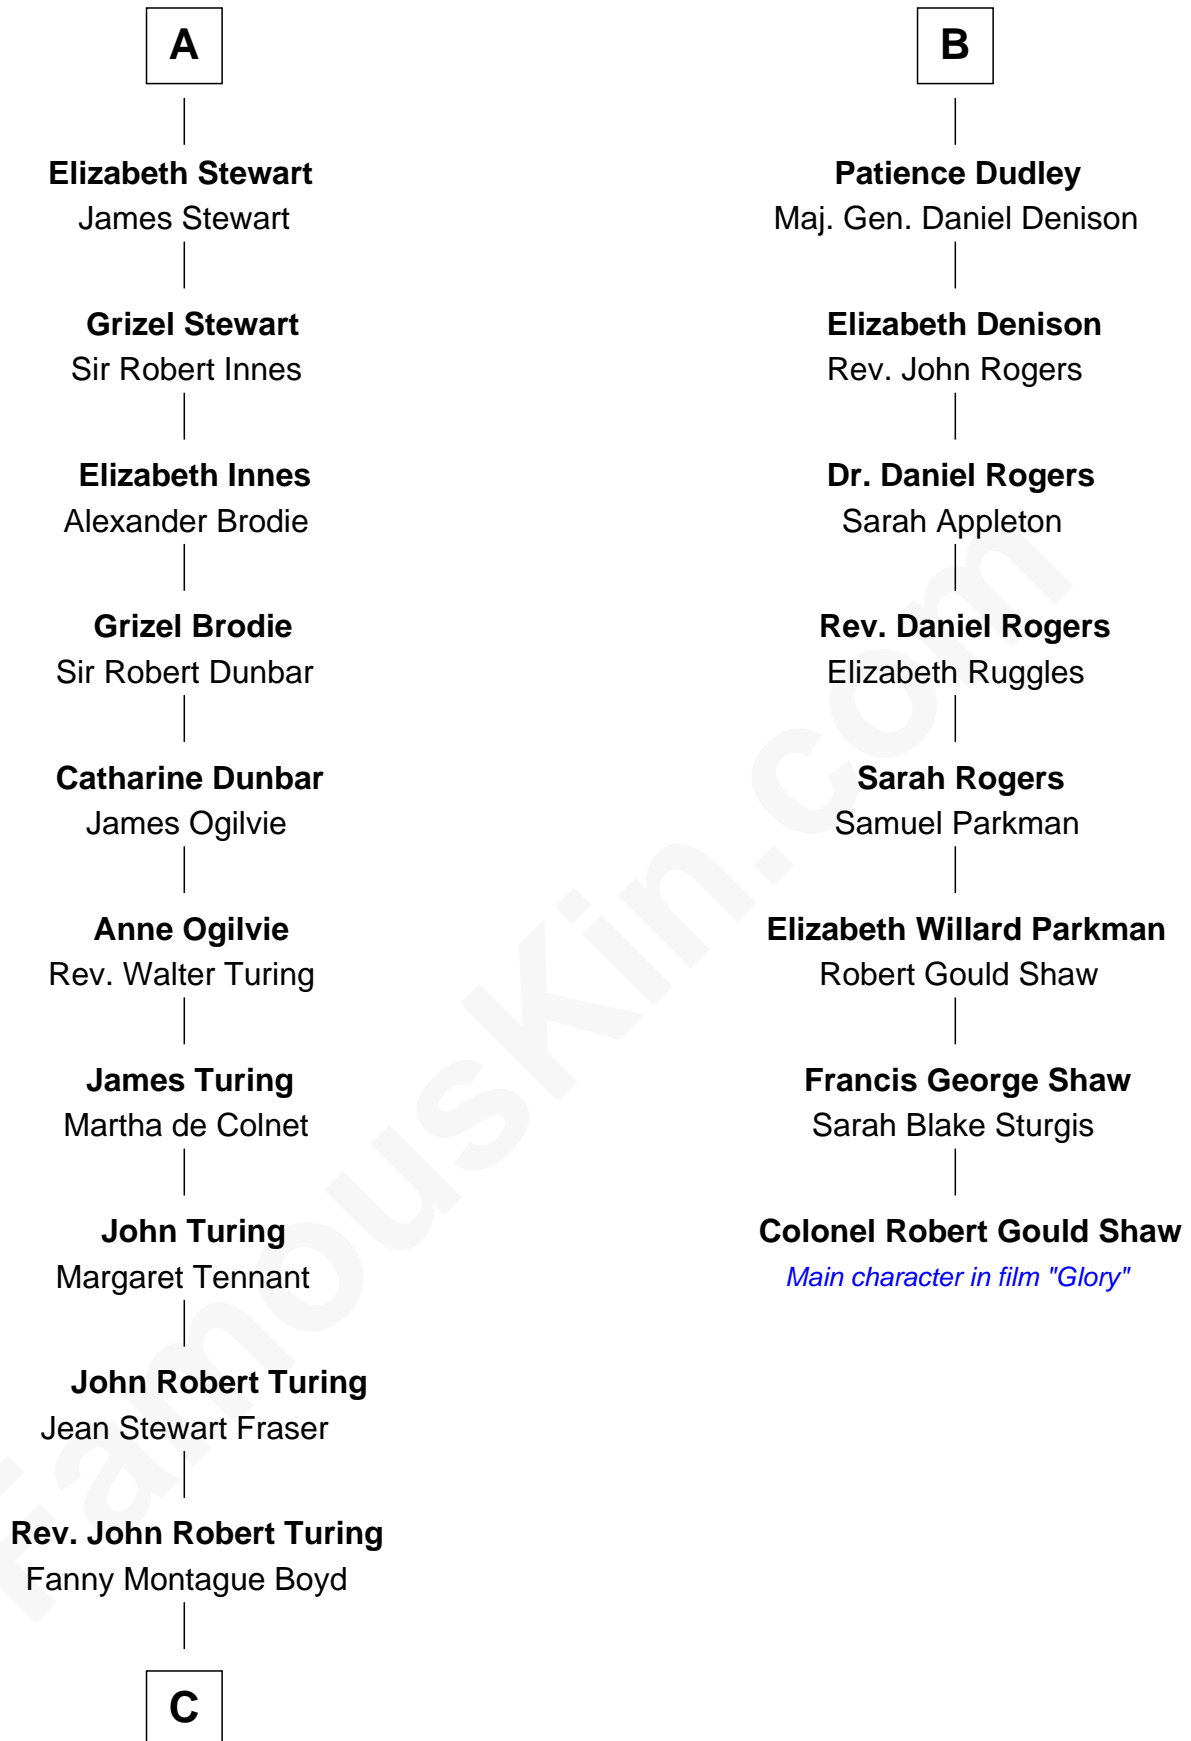 A
Elizabeth Stewart
James Stewart
Grizel Stewart
Sir Robert Innes
Elizabeth Innes
Alexander Brodie
Grizel Brodie
Sir Robert Dunbar
Catharine Dunbar
James Ogilvie
Anne Ogilvie
Rev. Walter Turing
James Turing
Martha de Colnet
John Turing
Margaret Tennant
John Robert Turing
Jean Stewart Fraser
Rev. John Robert Turing
Fanny Montague Boyd
C
B
Patience Dudley
Maj. Gen. Daniel Denison
Elizabeth Denison
Rev. John Rogers
Dr. Daniel Rogers
Sarah Appleton
Rev. Daniel Rogers
Elizabeth Ruggles
Sarah Rogers
Samuel Parkman
Elizabeth Willard Parkman
Robert Gould Shaw
Francis George Shaw
Sarah Blake Sturgis
Colonel Robert Gould Shaw
Main character in film "Glory"
FamousKin.com